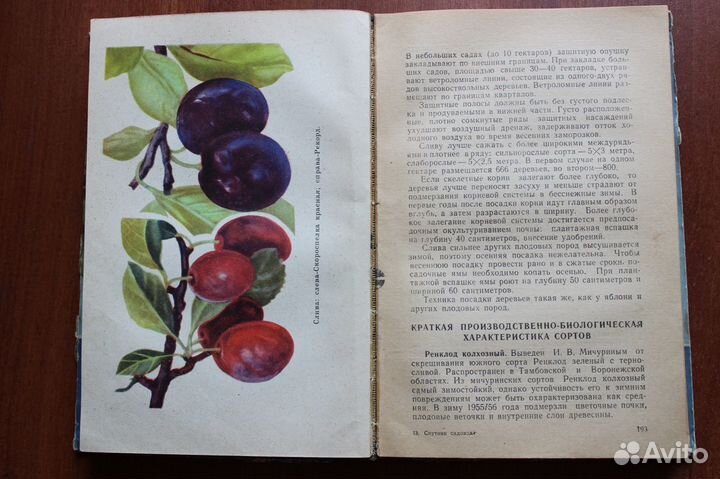 Слива: слева-Скороспелка красная; справа-Рекорд.
В небольших садах (до 10 гектаров) защитную опушку
закладывают по внешним границам. При закладке боль-
ших садов, площадью свыше 30—40 гектаров, устраи-
вают ветроломные линии, состоящие из одного-двух ря-
дов высокоствольных деревьев. Ветроломные линии раз-
мещают по границам кварталов.
Защитные полосы должны быть без густого подлес-
ка и продуваемыми в нижней части. Густо расположен-
ные, плотно сомкнутые ряды защитных насаждений
ухудшают воздушный дренаж, задерживают отток хо-
лодного воздуха во время весенних заморозков.
Сливу лучше сажать с более широкими междурядь-
ями и плотнее в ряду: сильнорослые сорта — 5×3 метра,
слаборослые — 5×2,5 метра. В первом случае на одном
гектаре размещается 666 деревьев, во втором—800.
Если скелетные корни залегают более глубоко, то
деревья лучше переносят засуху и меньше страдают от
подмерзания корневой системы в бесснежные зимы. В
первые годы после посадки корни идут главным образом
вглубь, а затем разрастаются в ширину. Более глубо-
кое залегание корневой системы достигается предпоса-
дочным окультуриванием почвы: плантажная вспашка
на глубину 40 сантиметров, внесение удобрений.
Слива сильнее других плодовых пород высушивается
зимой, поэтому осенняя посадка нежелательна. Чтобы
весеннюю посадку провести рано и в сжатые сроки, по-
садочные ямы необходимо копать осенью. При план-
тажной вспашке ямы роют на глубину 50 сантиметров и
шириной 60 сантиметров.
Техника посадки деревьев такая же, как у яблони и
других плодовых пород.
КРАТКАЯ ПРОИЗВОДСТВЕННО-БИОЛОГИЧЕСКАЯ
ХАРАКТЕРИСТИКА СОРТОВ
Ренклод колхозный. Выведен И. В. Мичуриным от
скрещивания южного сорта Ренклод зеленый с терно-
сливой. Распространен в Тамбовской и Воронежской
областях. Из мичуринских сортов Ренклод колхозный
самый зимостойкий, однако устойчивость его к зимним
повреждениям может быть охарактеризована как сред-
няя. В зиму 1955/56 года подмерзли цветочные почки,
плодовые веточки и внутренние слои древесины.
13. Спутник садовода
193
Avito